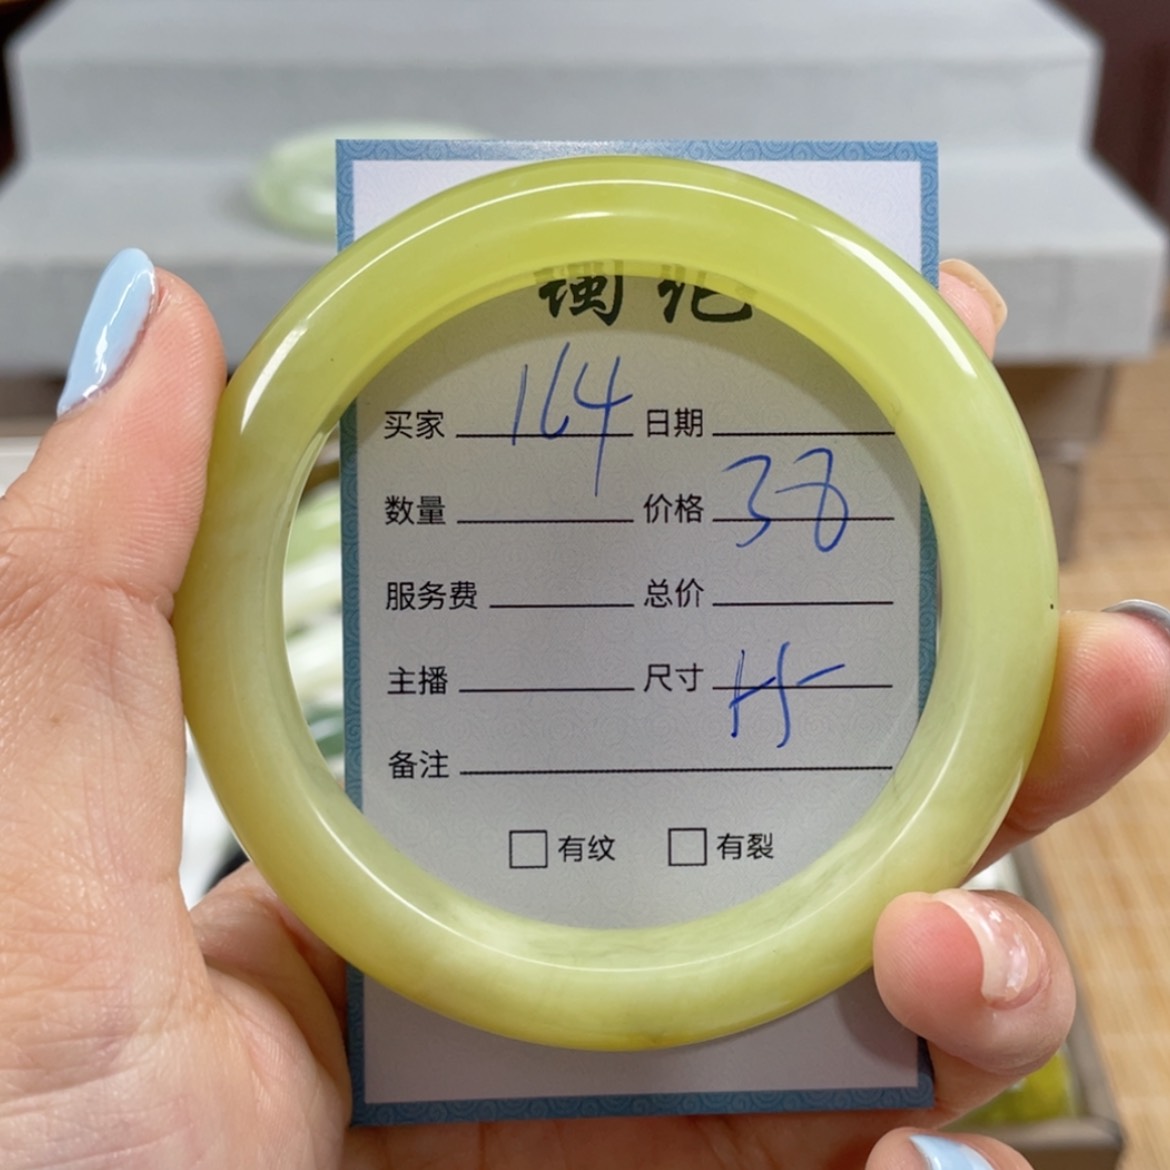 买家 164 日期
数量 价格 38
服务费 总价
主播 尺寸
备注
有纹 有裂